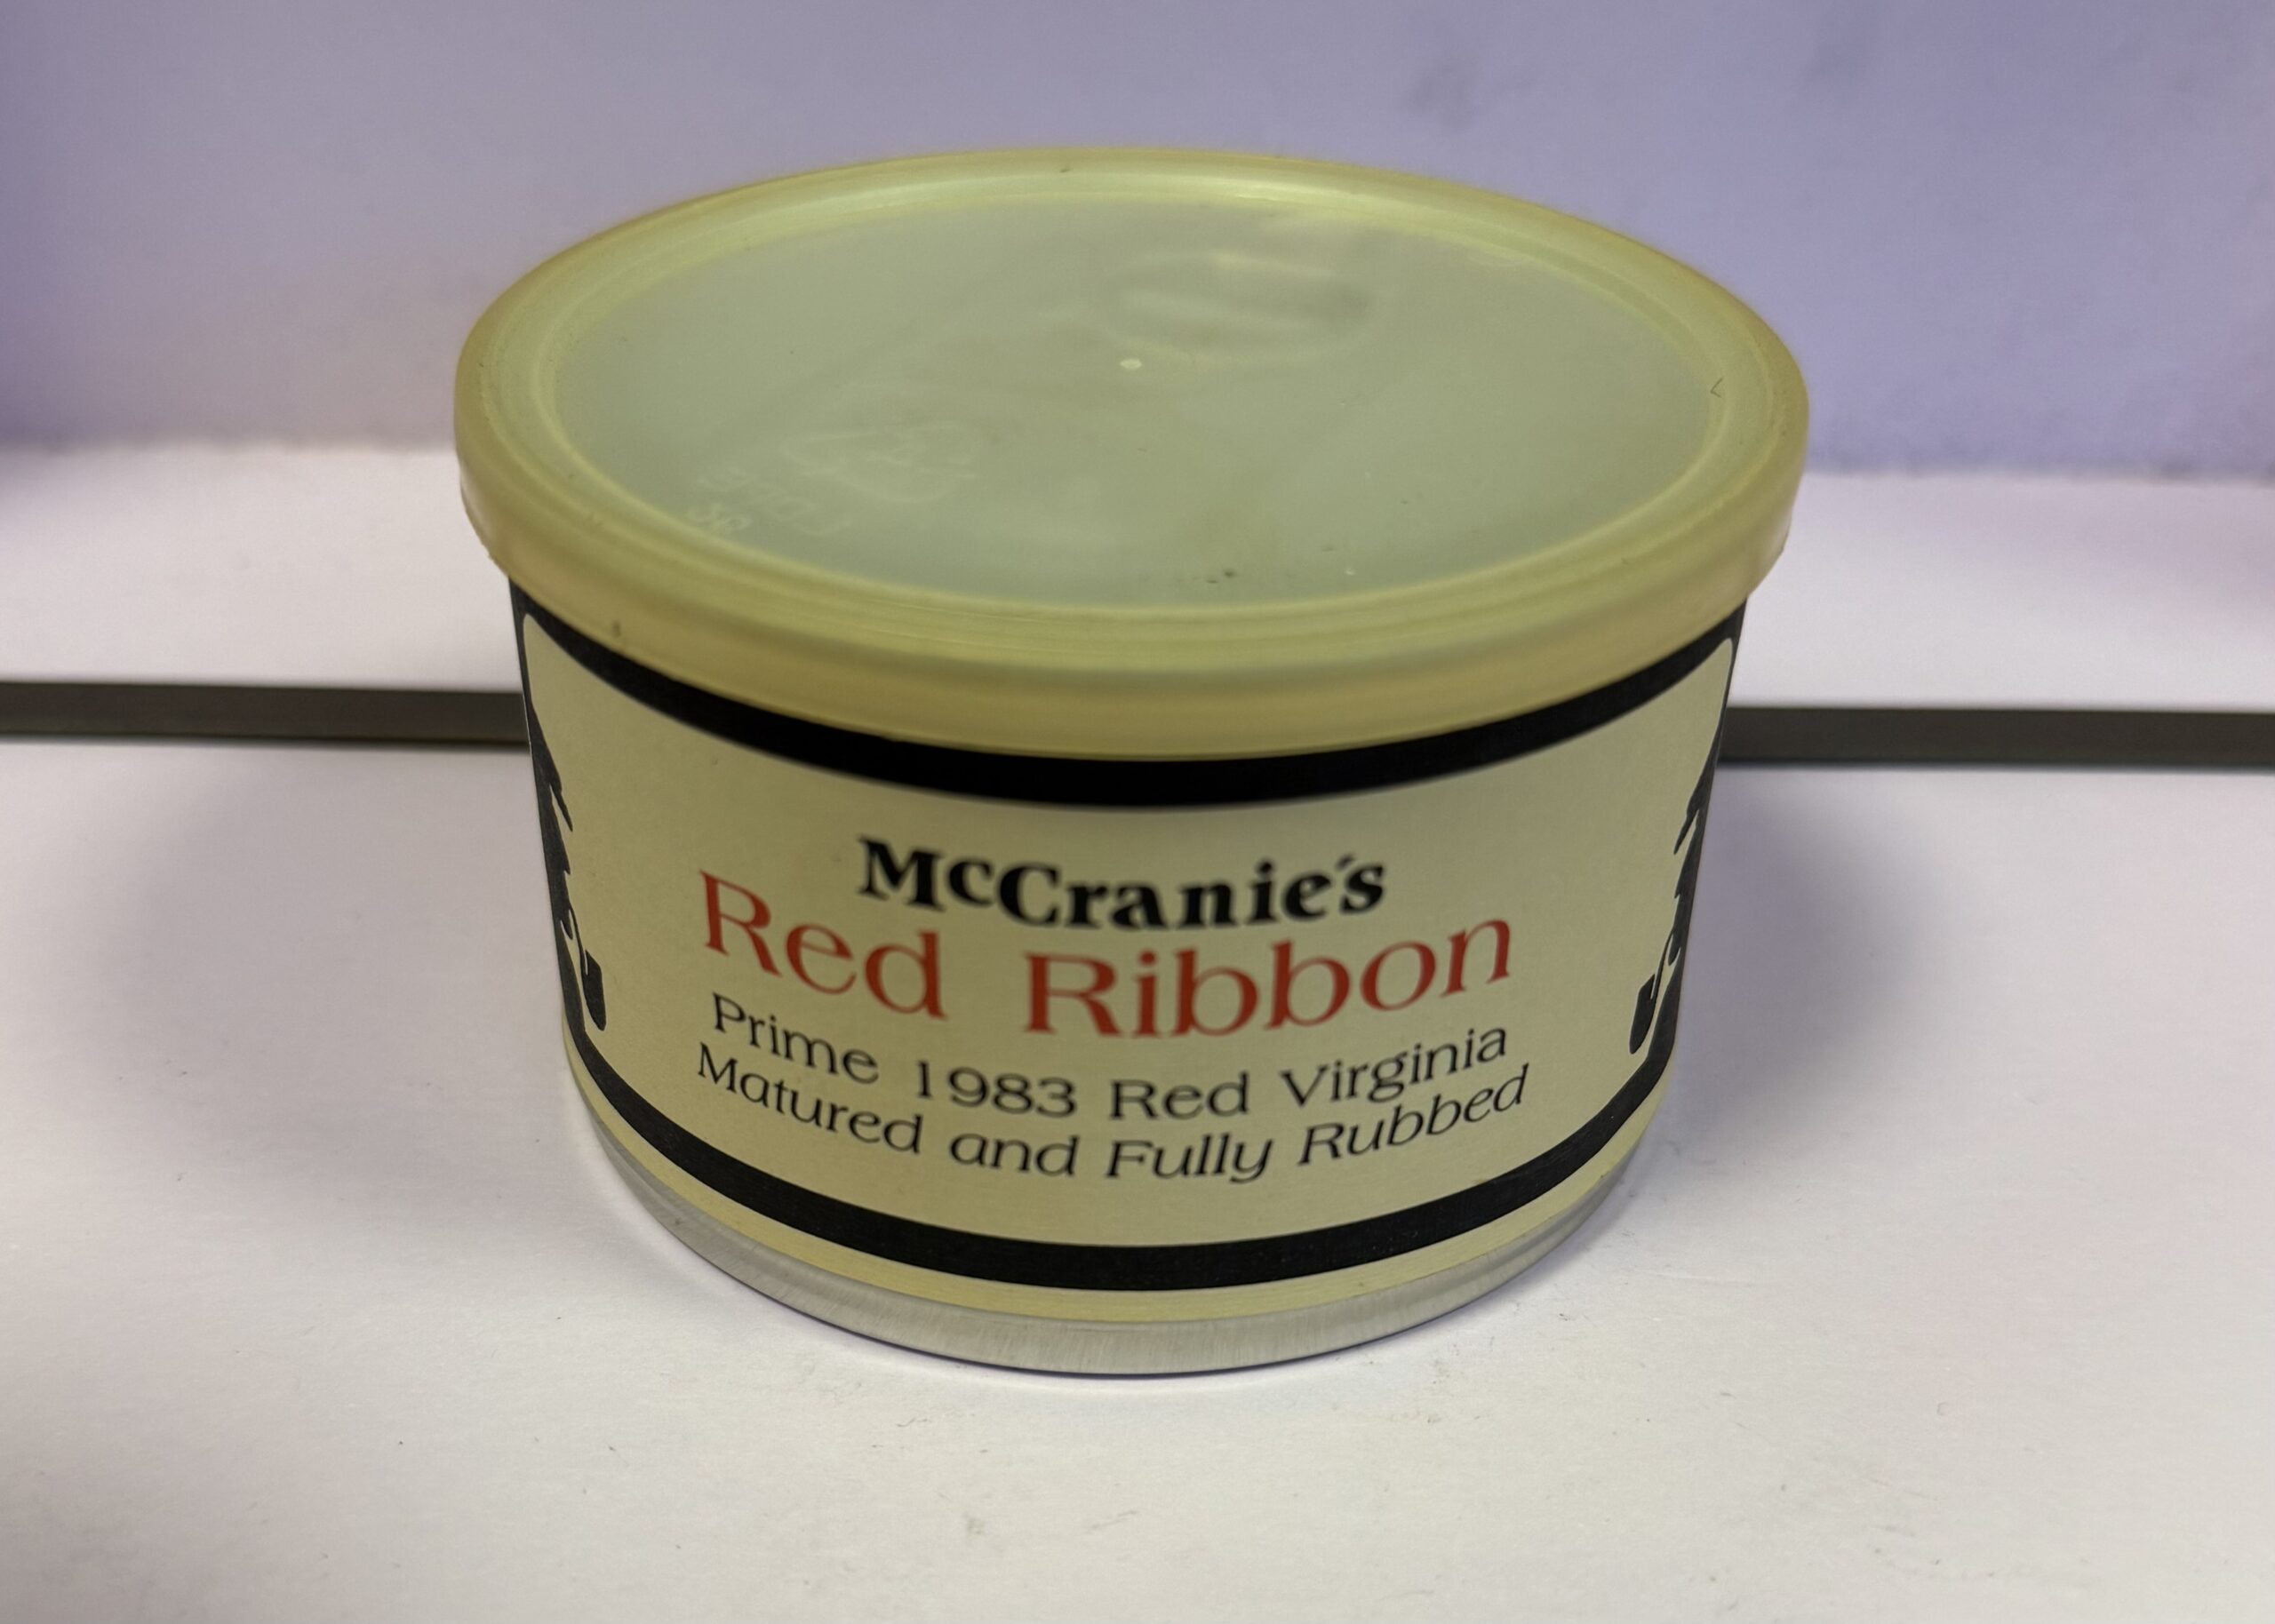 McCranie's
Red Ribbon
Prime 1983 Red Virginia
Matured and Fully Rubbed